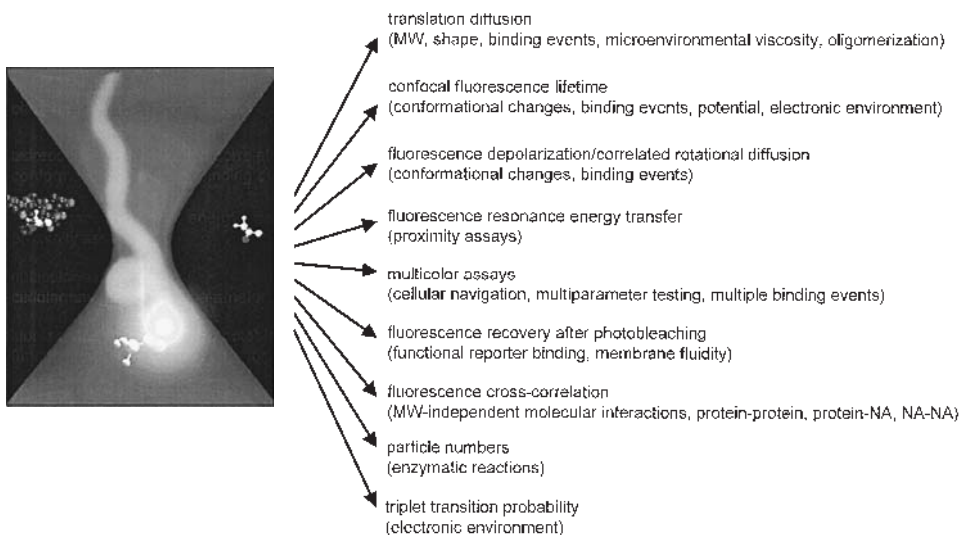 translation diffusion
(MW, shape, binding events, microenvironmental viscosity, oligomerization)
confocal fluorescence lifetime
(conformational changes, binding events, potential, electronic environment)
fluorescence depolarization/correlated rotational diffusion
(conformational changes, binding events)
fluorescence resonance energy transfer
(proximity assays)
multicolor assays
(cellular navigation, multiparameter testing, multiple binding events)
fluorescence recovery after photobleaching
(functional reporter binding, membrane fluidity)
fluorescence cross-correlation
(MW-independent molecular interactions, protein-protein, protein-NA, NA-NA)
particle numbers
(enzymatic reactions)
triplet transition probability
(electronic environment)